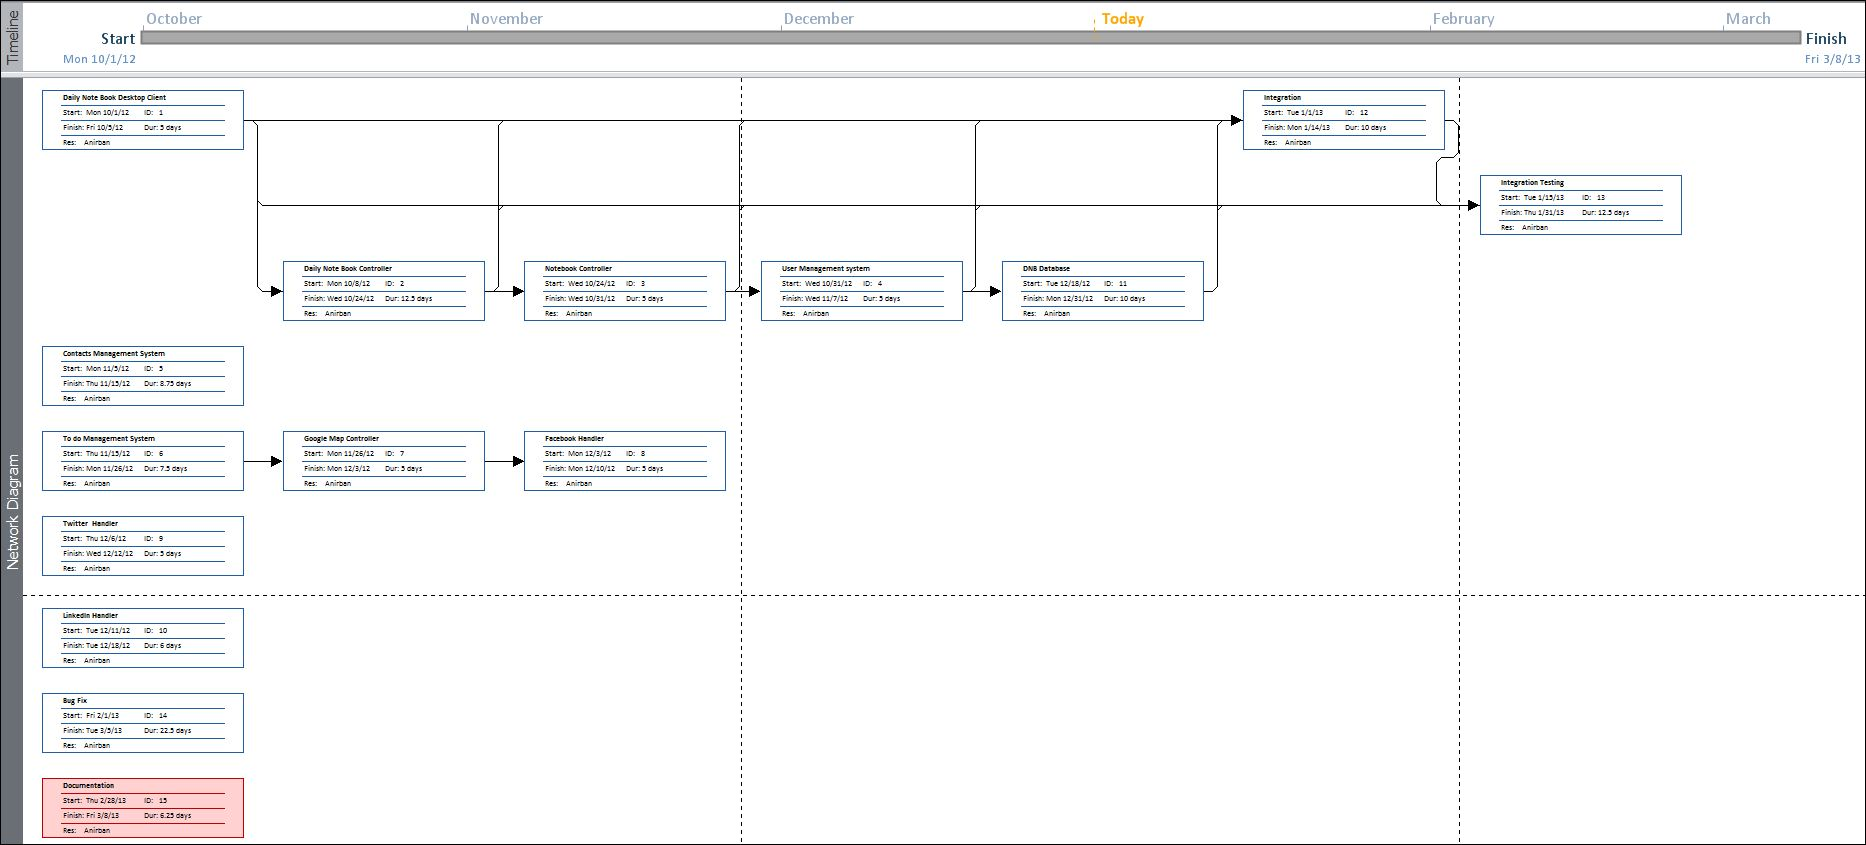 Timeline
October
November
December
Today
February
March
Start
Finish
Mon 10/1/12
Fri 3/8/13
Network Diagram
Daily Note Book Desktop Client
Start: Mon 10/1/12 ID: 1
Finish: Fri 10/5/12 Dur: 5 days
Res: Anirban
Integration
Start: Tue 1/1/13 ID: 12
Finish: Mon 1/14/13 Dur: 10 days
Res: Anirban
Integration Testing
Start: Tue 1/15/13 ID: 13
Finish: Thu 1/31/13 Dur: 12.5 days
Res: Anirban
Daily Note Book Controller
Start: Mon 10/8/12 ID: 2
Finish: Wed 10/24/12 Dur: 12.5 days
Res: Anirban
Notebook Controller
Start: Wed 10/24/12 ID: 3
Finish: Wed 10/31/12 Dur: 5 days
Res: Anirban
User Management system
Start: Wed 10/31/12 ID: 4
Finish: Wed 11/7/12 Dur: 5 days
Res: Anirban
DNB Database
Start: Tue 12/18/12 ID: 11
Finish: Mon 12/31/12 Dur: 10 days
Res: Anirban
Contacts Management System
Start: Mon 11/5/12 ID: 5
Finish: Thu 11/15/12 Dur: 8.75 days
Res: Anirban
To do Management System
Start: Thu 11/15/12 ID: 6
Finish: Mon 11/26/12 Dur: 7.5 days
Res: Anirban
Google Map Controller
Start: Mon 11/26/12 ID: 7
Finish: Mon 12/3/12 Dur: 5 days
Res: Anirban
Facebook Handler
Start: Mon 12/3/12 ID: 8
Finish: Mon 12/10/12 Dur: 5 days
Res: Anirban
Twitter Handler
Start: Thu 12/6/12 ID: 9
Finish: Wed 12/12/12 Dur: 5 days
Res: Anirban
LinkedIn Handler
Start: Tue 12/11/12 ID: 10
Finish: Tue 12/18/12 Dur: 6 days
Res: Anirban
Bug Fix
Start: Fri 2/1/13 ID: 14
Finish: Tue 3/5/13 Dur: 22.5 days
Res: Anirban
Documentation
Start: Thu 2/28/13 ID: 15
Finish: Fri 3/8/13 Dur: 6.25 days
Res: Anirban